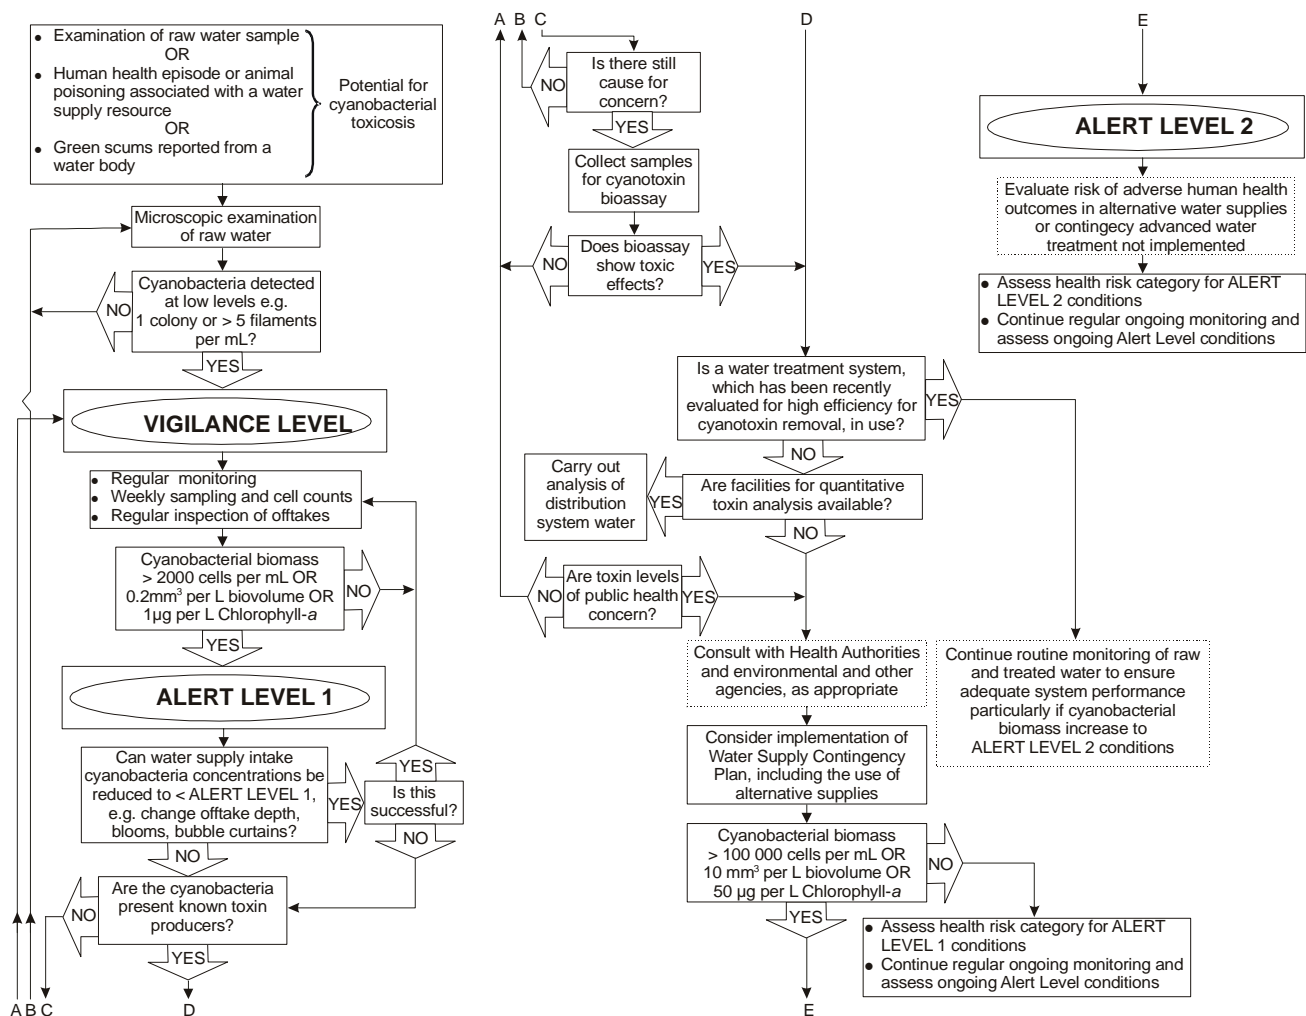 ● Examination of raw water sample
OR
● Human health episode or animal
poisoning associated with a water
supply resource
OR
● Green scums reported from a
water body
Potential for
cyanobacterial
toxicosis
Microscopic examination
of raw water
Cyanobacteria detected
at low levels e.g.
1 colony or > 5 filaments
per mL?
NO
YES
VIGILANCE LEVEL
● Regular monitoring
● Weekly sampling and cell counts
● Regular inspection of offtakes
Cyanobacterial biomass
> 2000 cells per mL OR
0.2mm³ per L biovolume OR
1µg per L Chlorophyll-a
NO
YES
ALERT LEVEL 1
Can water supply intake
cyanobacteria concentrations be
reduced to < ALERT LEVEL 1,
e.g. change offtake depth,
blooms, bubble curtains?
YES
YES
Is this
successful?
NO
NO
Are the cyanobacteria
present known toxin
producers?
NO
YES
A B C
D
A B C
Is there still
cause for
concern?
NO
YES
Collect samples
for cyanotoxin
bioassay
Does bioassay
show toxic
effects?
NO
YES
D
Is a water treatment system,
which has been recently
evaluated for high efficiency for
cyanotoxin removal, in use?
YES
NO
Are facilities for quantitative
toxin analysis available?
YES
Carry out
analysis of
distribution
system water
NO
Are toxin levels
of public health
concern?
NO
YES
Consult with Health Authorities
and environmental and other
agencies, as appropriate
Continue routine monitoring of raw
and treated water to ensure
adequate system performance
particularly if cyanobacterial
biomass increase to
ALERT LEVEL 2 conditions
Consider implementation of
Water Supply Contingency
Plan, including the use of
alternative supplies
Cyanobacterial biomass
> 100 000 cells per mL OR
10 mm³ per L biovolume OR
50 µg per L Chlorophyll-a
NO
YES
● Assess health risk category for ALERT
LEVEL 1 conditions
● Continue regular ongoing monitoring and
assess ongoing Alert Level conditions
E
E
ALERT LEVEL 2
Evaluate risk of adverse human health
outcomes in alternative water supplies
or contingecy advanced water
treatment not implemented
● Assess health risk category for ALERT
LEVEL 2 conditions
● Continue regular ongoing monitoring and
assess ongoing Alert Level conditions